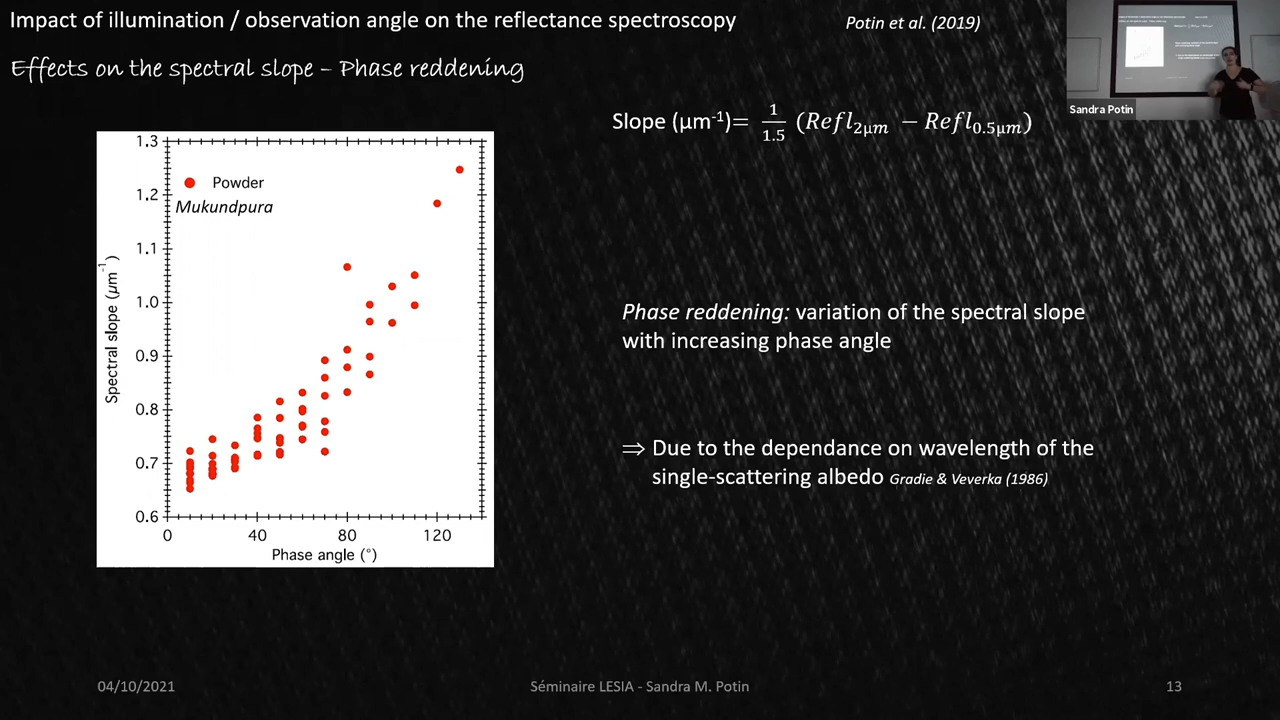 Impact of illumination / observation angle on the reflectance spectroscopy
Potin et al. (2019)
Effects on the spectral slope – Phase reddening
Sandra Potin
Slope (μm⁻¹)= 1/1.5 (Refl₂μm − Refl₀.₅μm)
1.3
1.2
1.1
1.0
0.9
0.8
0.7
0.6
Spectral slope (μm⁻¹)
Powder
Mukundpura
0 40 80 120
Phase angle (°)
Phase reddening: variation of the spectral slope
with increasing phase angle
⇒ Due to the dependance on wavelength of the
single-scattering albedo Gradie & Veverka (1986)
04/10/2021
Séminaire LESIA - Sandra M. Potin
13